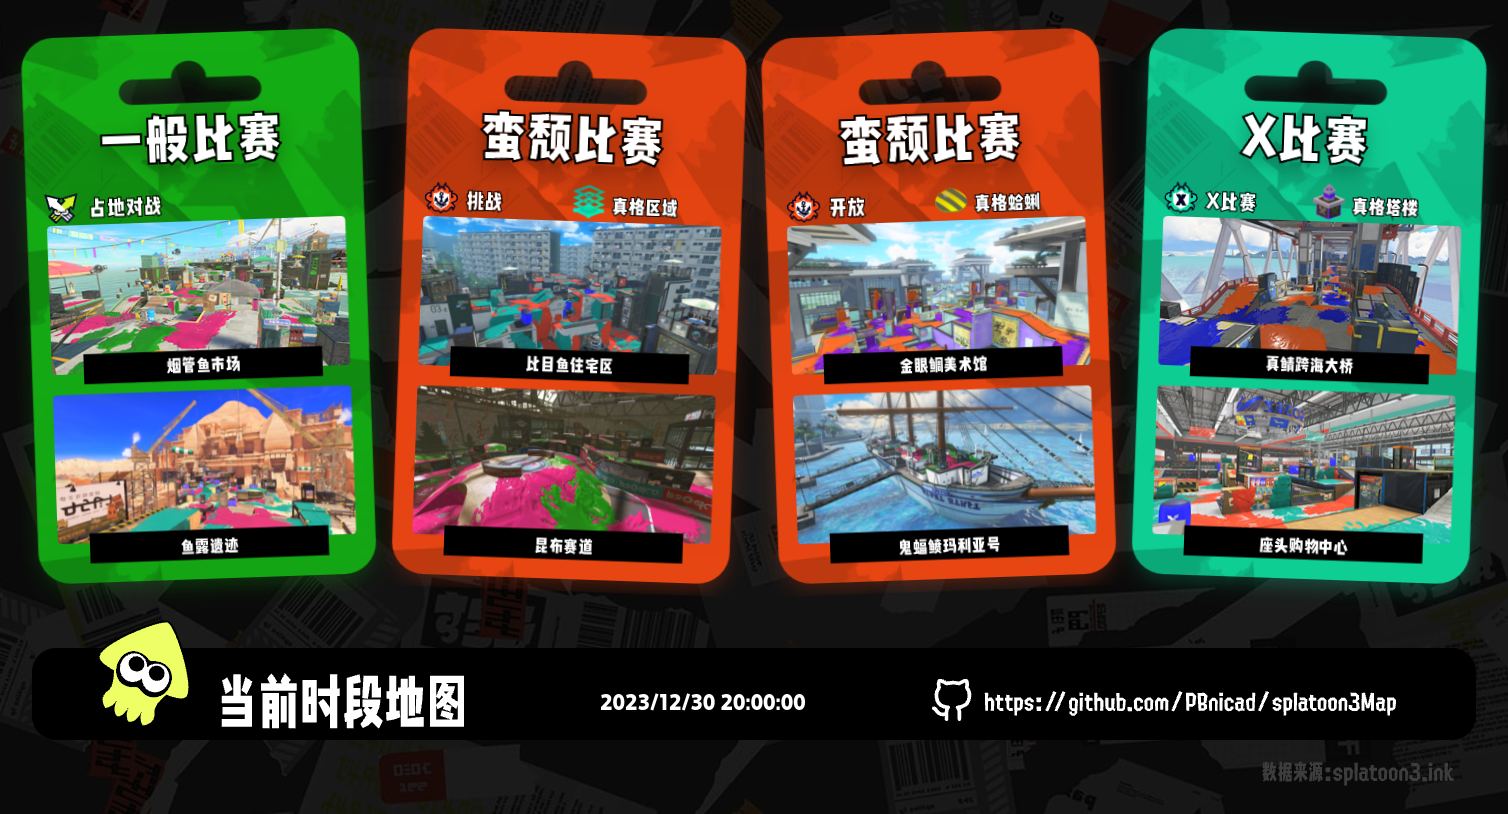 一般比赛
占地对战
烟管鱼市场
鱼露遗迹
蛮颓比赛
挑战
真格区域
比目鱼住宅区
昆布赛道
蛮颓比赛
开放
真格蛤蜊
金眼鲷美术馆
鬼蝠鲼玛利亚号
X比赛
X比赛
真格塔楼
真鲭跨海大桥
座头购物中心
当前时段地图
2023/12/30 20:00:00
https://github.com/PBnicad/splatoon3Map
数据来源:splatoon3.ink